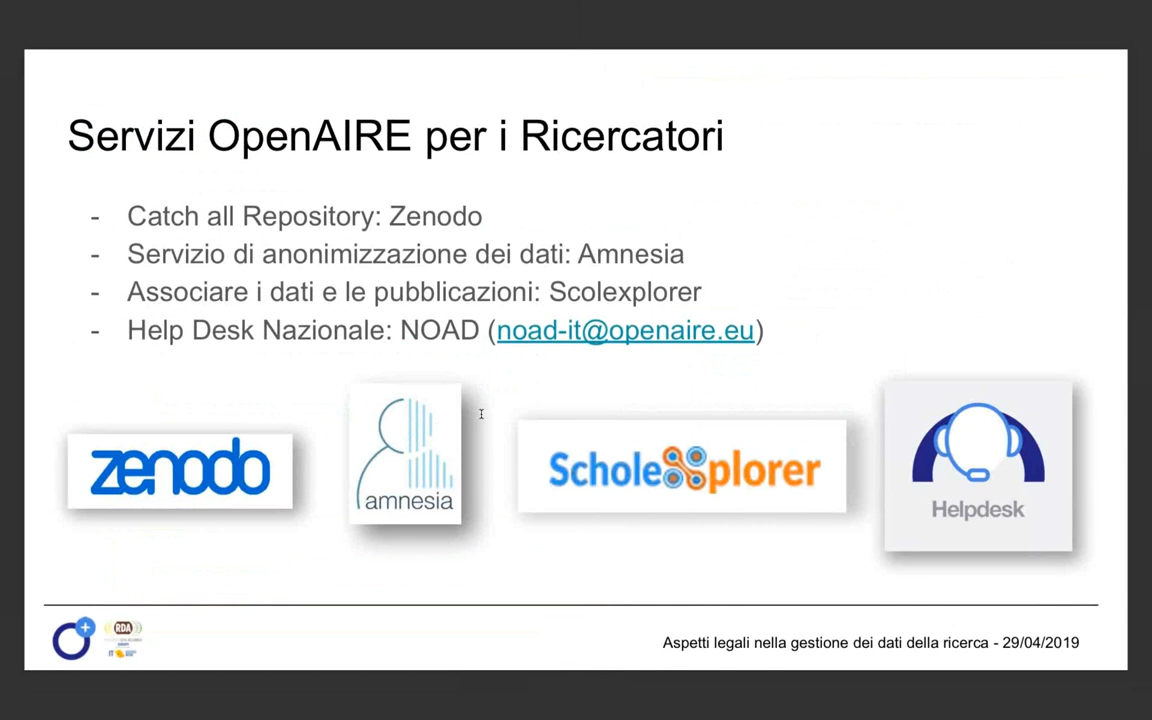 Servizi OpenAIRE per i Ricercatori
- Catch all Repository: Zenodo
- Servizio di anonimizzazione dei dati: Amnesia
- Associare i dati e le pubblicazioni: Scolexplorer
- Help Desk Nazionale: NOAD (noad-it@openaire.eu)
zenodo
amnesia
Scholexplorer
Helpdesk
RDA
IT
Aspetti legali nella gestione dei dati della ricerca - 29/04/2019